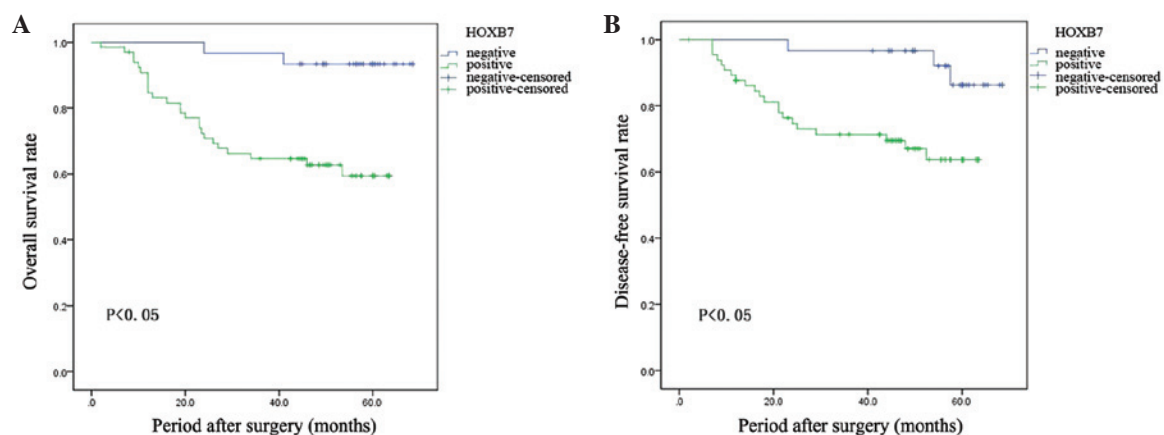 A
HOXB7
negative
positive
negative-censored
positive-censored
Overall survival rate
1.0
0.8
0.6
0.4
0.2
0.0
P<0.05
.0 20.0 40.0 60.0
Period after surgery (months)
B
HOXB7
negative
positive
negative-censored
positive-censored
Disease-free survival rate
1.0
0.8
0.6
0.4
0.2
0.0
P<0.05
.0 20.0 40.0 60.0
Period after surgery (months)